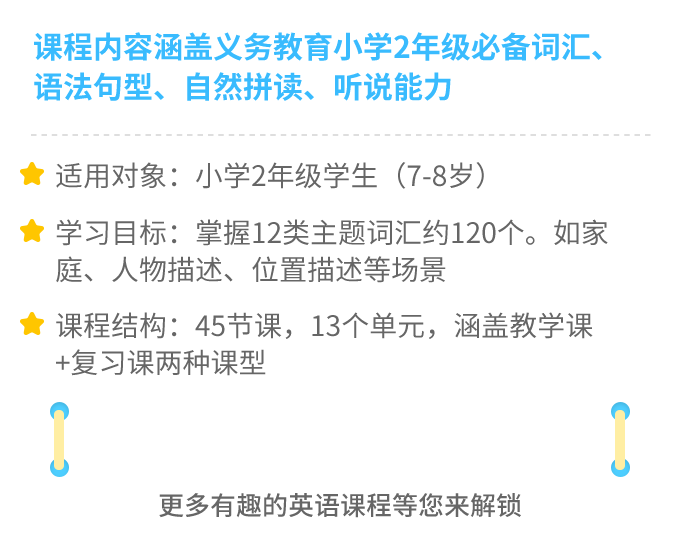 课程内容涵盖义务教育小学2年级必备词汇、
语法句型、自然拼读、听说能力
适用对象：小学2年级学生（7-8岁）
学习目标：掌握12类主题词汇约120个。如家
庭、人物描述、位置描述等场景
课程结构：45节课，13个单元，涵盖教学课
+复习课两种课型
更多有趣的英语课程等您来解锁